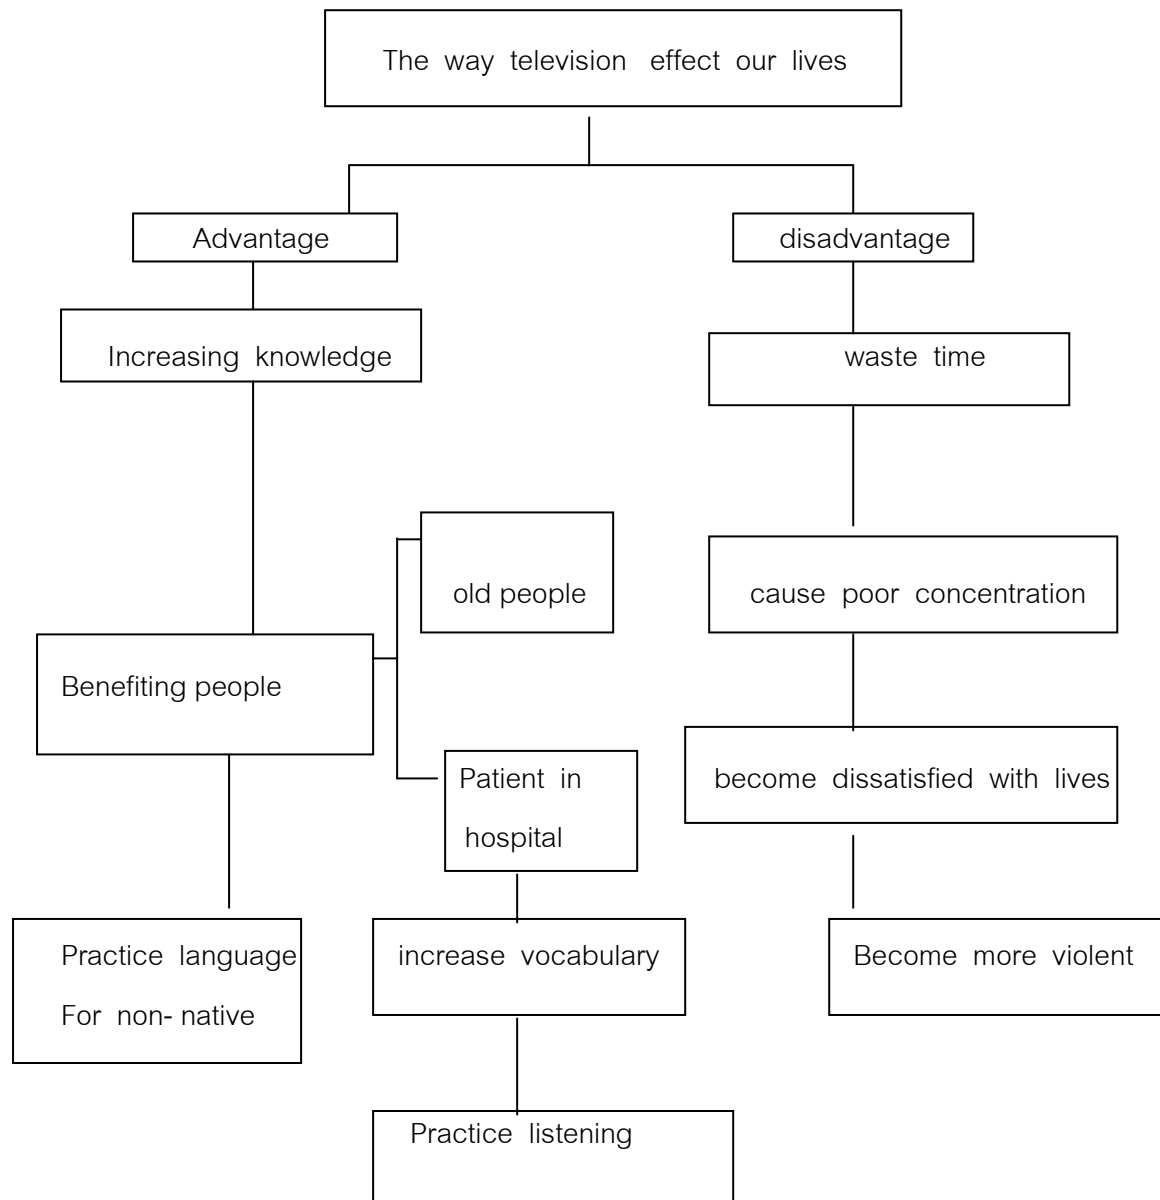 The way television effect our lives
Advantage
disadvantage
Increasing knowledge
waste time
old people
cause poor concentration
Benefiting people
Patient in
hospital
become dissatisfied with lives
Practice language
For non- native
increase vocabulary
Become more violent
Practice listening